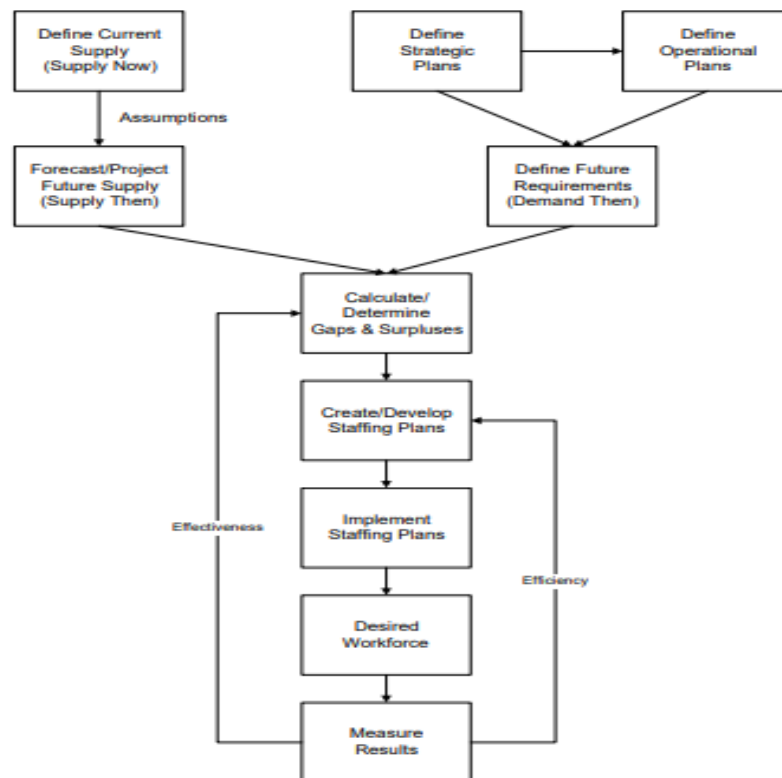 Define Current
Supply
(Supply Now)
Define
Strategic
Plans
Define
Operational
Plans
Assumptions
Forecast/Project
Future Supply
(Supply Then)
Define Future
Requirements
(Demand Then)
Calculate/
Determine
Gaps & Surpluses
Create/Develop
Staffing Plans
Effectiveness
Implement
Staffing Plans
Efficiency
Desired
Workforce
Measure
Results